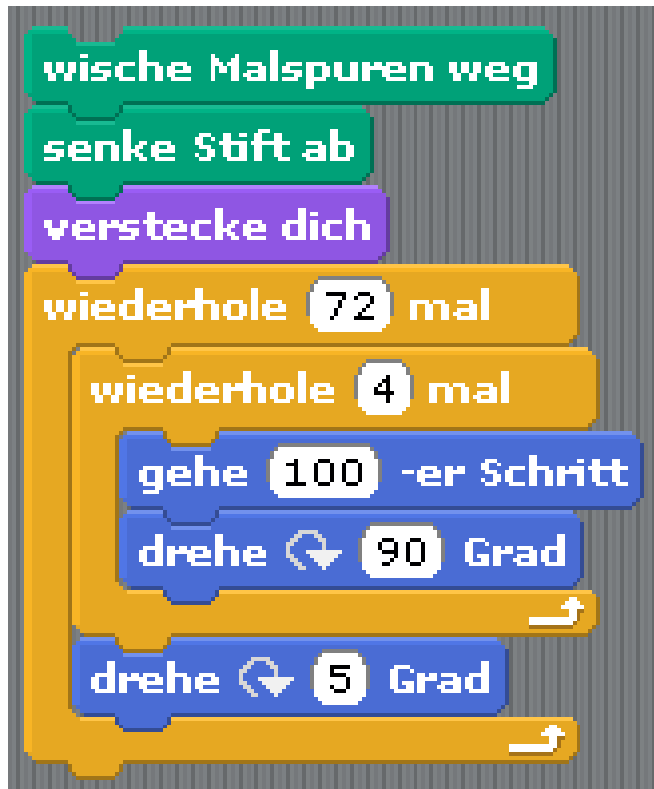 wische Malspuren weg
senke Stift ab
verstecke dich
wiederhole 72 mal
wiederhole 4 mal
gehe 100 -er Schritt
drehe 90 Grad
drehe 5 Grad